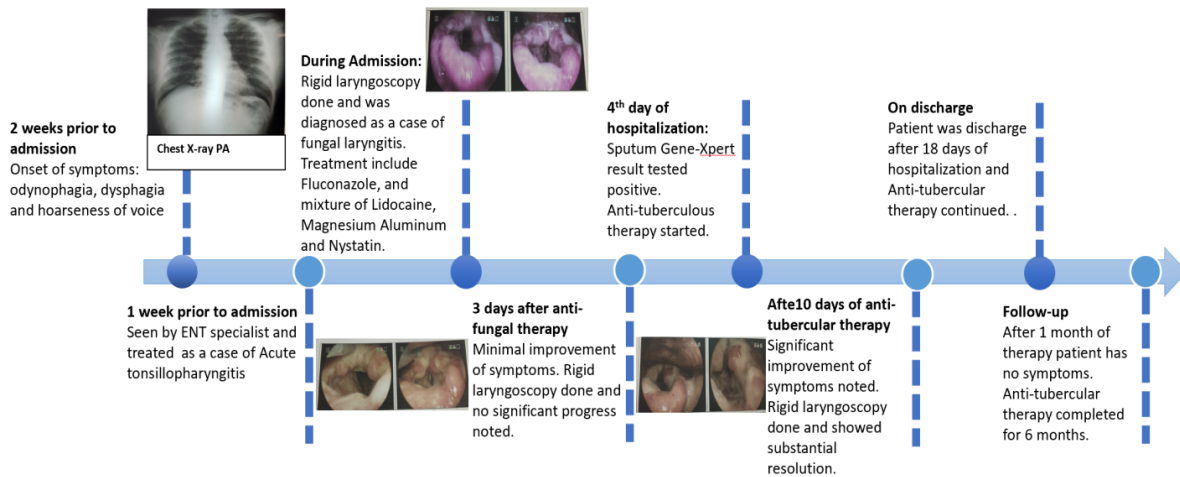 2 weeks prior to
admission
Onset of symptoms:
odynophagia, dysphagia
and hoarseness of voice
Chest X-ray PA
1 week prior to admission
Seen by ENT specialist and
treated as a case of Acute
tonsillopharyngitis
During Admission:
Rigid laryngoscopy
done and was
diagnosed as a case of
fungal laryngitis.
Treatment include
Fluconazole, and
mixture of Lidocaine,
Magnesium Aluminum
and Nystatin.
3 days after anti-
fungal therapy
Minimal improvement
of symptoms. Rigid
laryngoscopy done and
no significant progress
noted.
4th day of
hospitalization:
Sputum Gene-Xpert
result tested
positive.
Anti-tuberculous
therapy started.
Afte10 days of anti-
tubercular therapy
Significant
improvement of
symptoms noted.
Rigid laryngoscopy
done and showed
substantial
resolution.
On discharge
Patient was discharge
after 18 days of
hospitalization and
Anti-tubercular
therapy continued. .
Follow-up
After 1 month of
therapy patient has
no symptoms.
Anti-tubercular
therapy completed
for 6 months.